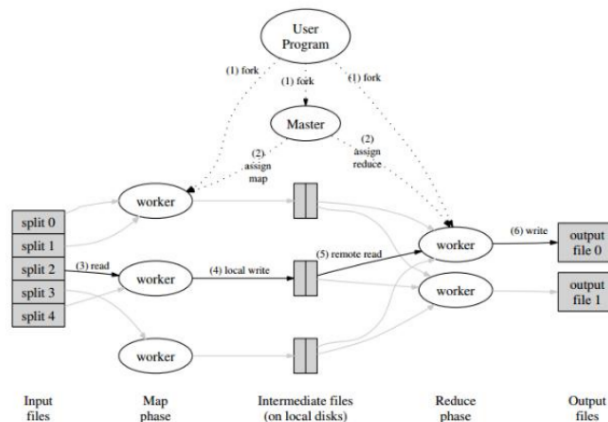 User
Program
(1) fork
(1) fork
(1) fork
Master
(2)
assign
map
(2)
assign
reduce
worker
split 0
split 1
split 2
split 3
split 4
(3) read
worker
(4) local write
(5) remote read
worker
(6) write
output
file 0
worker
output
file 1
worker
Input
files
Map
phase
Intermediate files
(on local disks)
Reduce
phase
Output
files